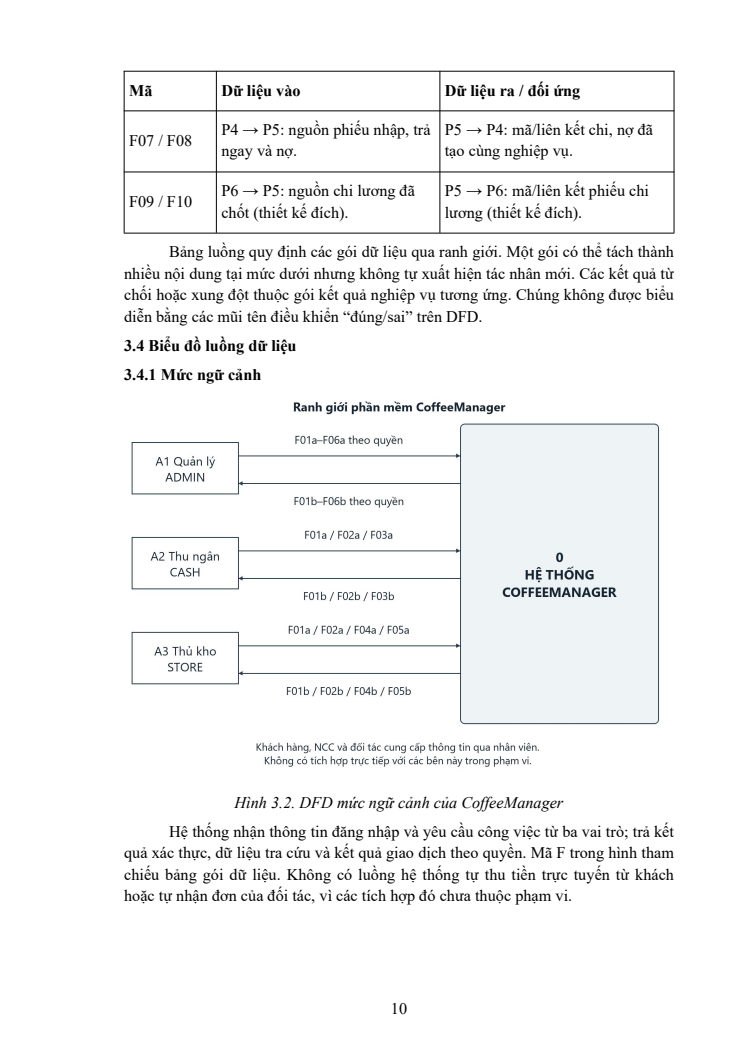 Mã Dữ liệu vào Dữ liệu ra / đối ứng
F07 / F08 P4 → P5: nguồn phiếu nhập, trả ngay và nợ. P5 → P4: mã/liên kết chi, nợ đã tạo cùng nghiệp vụ.
F09 / F10 P6 → P5: nguồn chi lương đã chốt (thiết kế đích). P5 → P6: mã/liên kết phiếu chi lương (thiết kế đích).
Bảng luồng quy định các gói dữ liệu qua ranh giới. Một gói có thể tách thành
nhiều nội dung tại mức dưới nhưng không tự xuất hiện tác nhân mới. Các kết quả từ
chối hoặc xung đột thuộc gói kết quả nghiệp vụ tương ứng. Chúng không được biểu
diễn bằng các mũi tên điều khiển “đúng/sai” trên DFD.
3.4 Biểu đồ luồng dữ liệu
3.4.1 Mức ngữ cảnh
Ranh giới phần mềm CoffeeManager
F01a–F06a theo quyền
A1 Quản lý
ADMIN
F01b–F06b theo quyền
F01a / F02a / F03a
A2 Thu ngân
CASH
F01b / F02b / F03b
0
HỆ THỐNG
COFFEEMANAGER
F01a / F02a / F04a / F05a
A3 Thủ kho
STORE
F01b / F02b / F04b / F05b
Khách hàng, NCC và đối tác cung cấp thông tin qua nhân viên.
Không có tích hợp trực tiếp với các bên này trong phạm vi.
Hình 3.2. DFD mức ngữ cảnh của CoffeeManager
Hệ thống nhận thông tin đăng nhập và yêu cầu công việc từ ba vai trò; trả kết
quả xác thực, dữ liệu tra cứu và kết quả giao dịch theo quyền. Mã F trong hình tham
chiếu bảng gói dữ liệu. Không có luồng hệ thống tự thu tiền trực tuyến từ khách
hoặc tự nhận đơn của đối tác, vì các tích hợp đó chưa thuộc phạm vi.
10